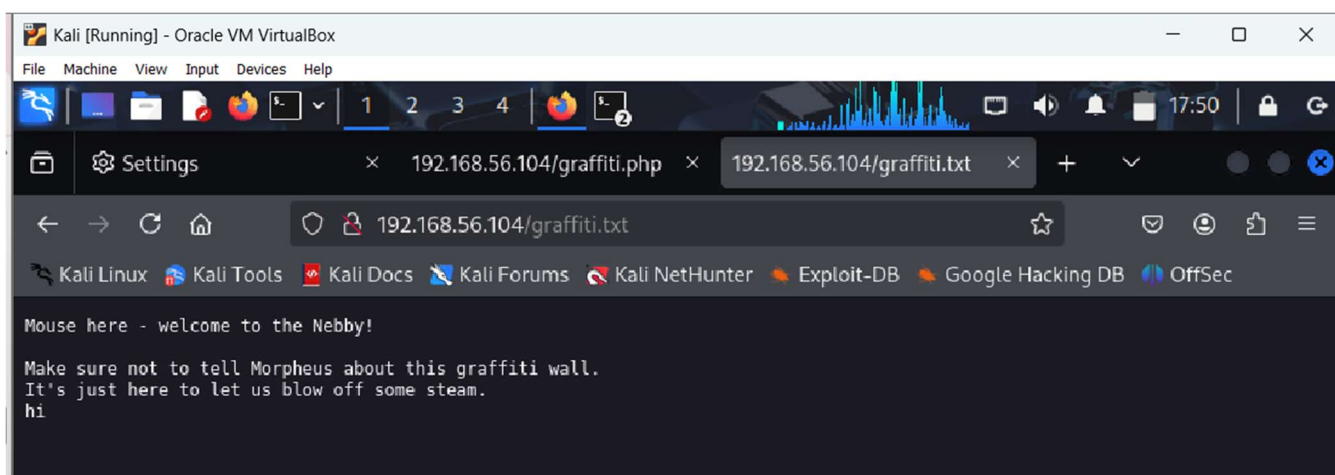 Kali [Running] - Oracle VM VirtualBox
File Machine View Input Devices Help
1 2 3 4 2 17:50
Settings 192.168.56.104/graffiti.php 192.168.56.104/graffiti.txt
192.168.56.104/graffiti.txt
Kali Linux Kali Tools Kali Docs Kali Forums Kali NetHunter Exploit-DB Google Hacking DB OffSec
Mouse here - welcome to the Nebby!
Make sure not to tell Morpheus about this graffiti wall.
It's just here to let us blow off some steam.
hi